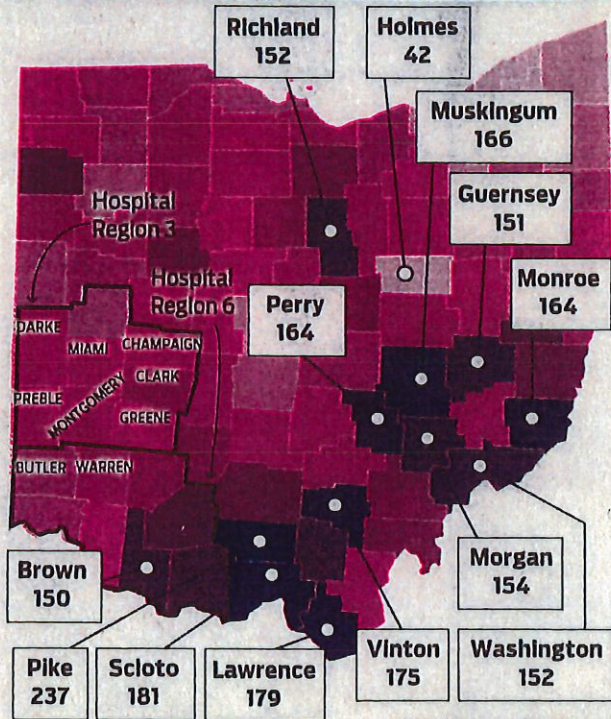 Richland
152
Holmes
42
Muskingum
166
Guernsey
151
Monroe
164
Hospital
Region 3
Hospital
Region 6
Perry
164
DARKE
MIAMI
CHAMPAIGN
CLARK
PREBLE
MONTGOMERY
GREENE
BUTLER
WARREN
Brown
150
Morgan
154
Pike
237
Scioto
181
Lawrence
179
Vinton
175
Washington
152